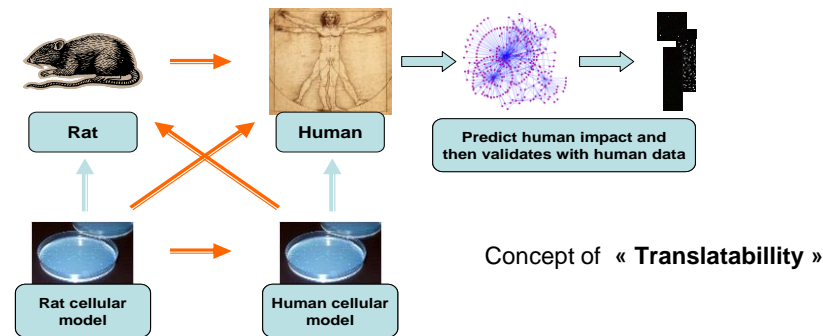 Rat
Human
Predict human impact and
then validates with human data
Concept of « Translatabillity »
Rat cellular
model
Human cellular
model